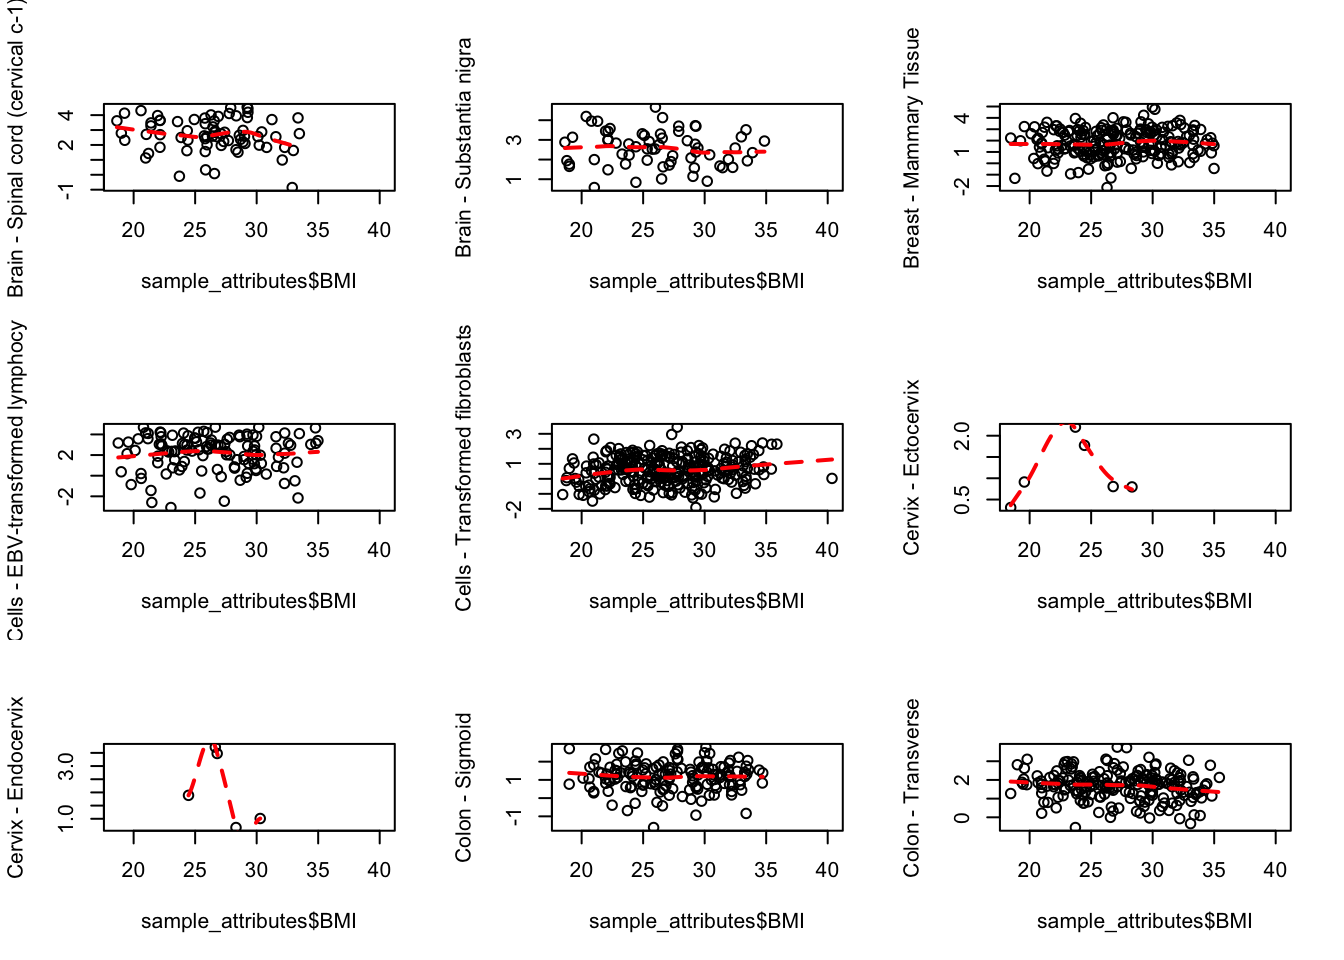 Brain - Spinal cord (cervical c-1)
4
2
-1
20 25 30 35 40
sample_attributes$BMI
Brain - Substantia nigra
3
1
20 25 30 35 40
sample_attributes$BMI
Breast - Mammary Tissue
4
1
-2
20 25 30 35 40
sample_attributes$BMI
Cells - EBV-transformed lymphocy
2
-2
20 25 30 35 40
sample_attributes$BMI
Cells - Transformed fibroblasts
3
1
-2
20 25 30 35 40
sample_attributes$BMI
Cervix - Ectocervix
2.0
0.5
20 25 30 35 40
sample_attributes$BMI
Cervix - Endocervix
3.0
1.0
20 25 30 35 40
sample_attributes$BMI
Colon - Sigmoid
1
-1
20 25 30 35 40
sample_attributes$BMI
Colon - Transverse
2
0
20 25 30 35 40
sample_attributes$BMI